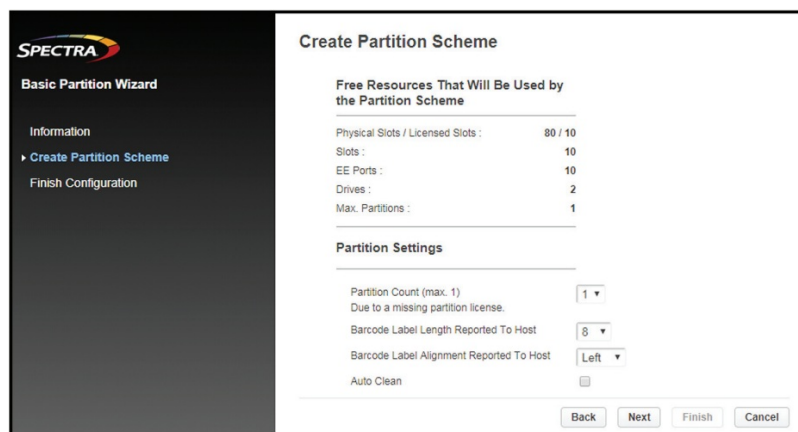 SPECTRA
Basic Partition Wizard
Information
Create Partition Scheme
Finish Configuration
Create Partition Scheme
Free Resources That Will Be Used by
the Partition Scheme
Physical Slots / Licensed Slots : 80 / 10
Slots : 10
EE Ports : 10
Drives : 2
Max. Partitions : 1
Partition Settings
Partition Count (max. 1) 1
Due to a missing partition license.
Barcode Label Length Reported To Host 8
Barcode Label Alignment Reported To Host Left
Auto Clean
Back Next Finish Cancel